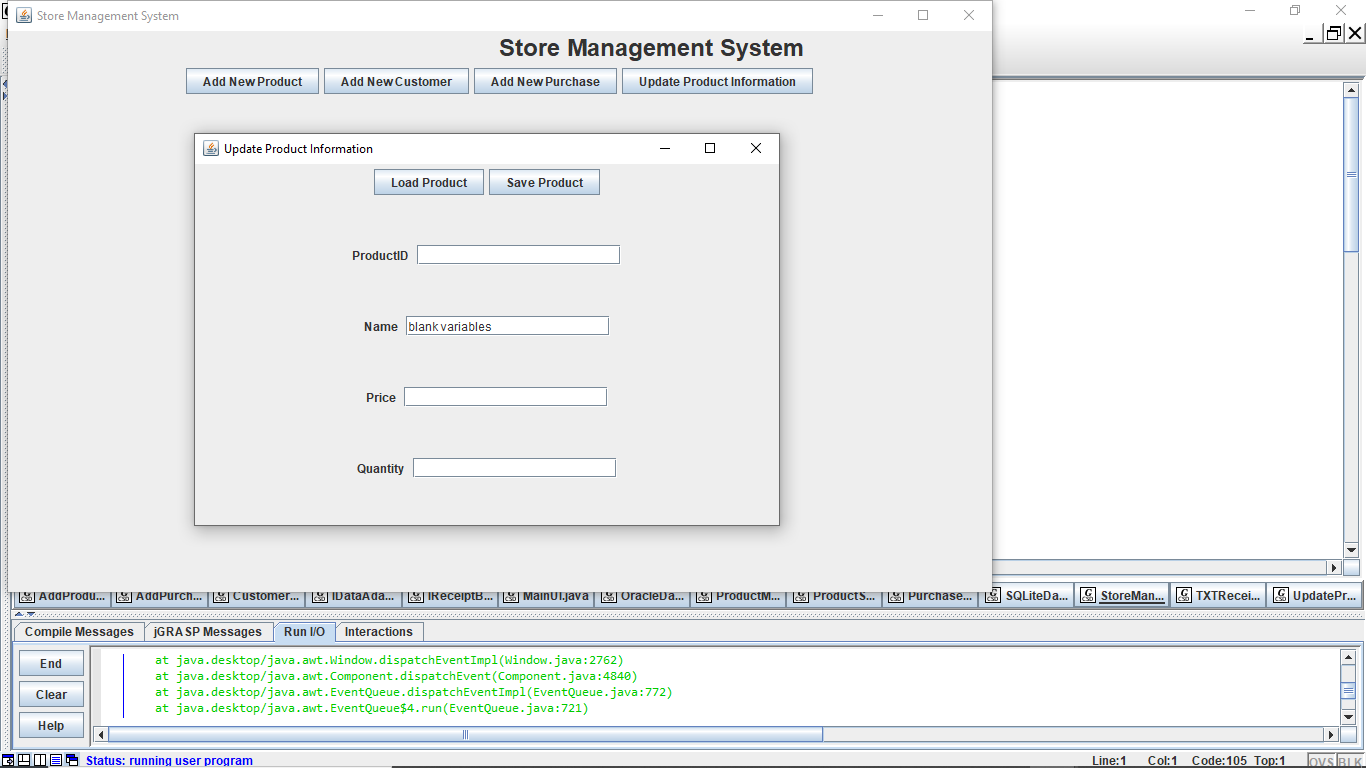 Store Management System
Store Management System
Add New Product Add New Customer Add New Purchase Update Product Information
Update Product Information
Load Product Save Product
ProductID
Name blank variables
Price
Quantity
AddProdu... AddPurch... Customer... IDataAda... IReceiptB... MainUI.java OracleDa... ProductM... ProductS... Purchase... SQLiteDa... StoreMan... TXTRecei... UpdatePr...
Compile Messages jGRASP Messages Run I/O Interactions
End
Clear
Help
at java.desktop/java.awt.Window.dispatchEventImpl(Window.java:2762)
at java.desktop/java.awt.Component.dispatchEvent(Component.java:4840)
at java.desktop/java.awt.EventQueue.dispatchEventImpl(EventQueue.java:772)
at java.desktop/java.awt.EventQueue$4.run(EventQueue.java:721)
Status: running user program
Line:1 Col:1 Code:105 Top:1 OVS BLK